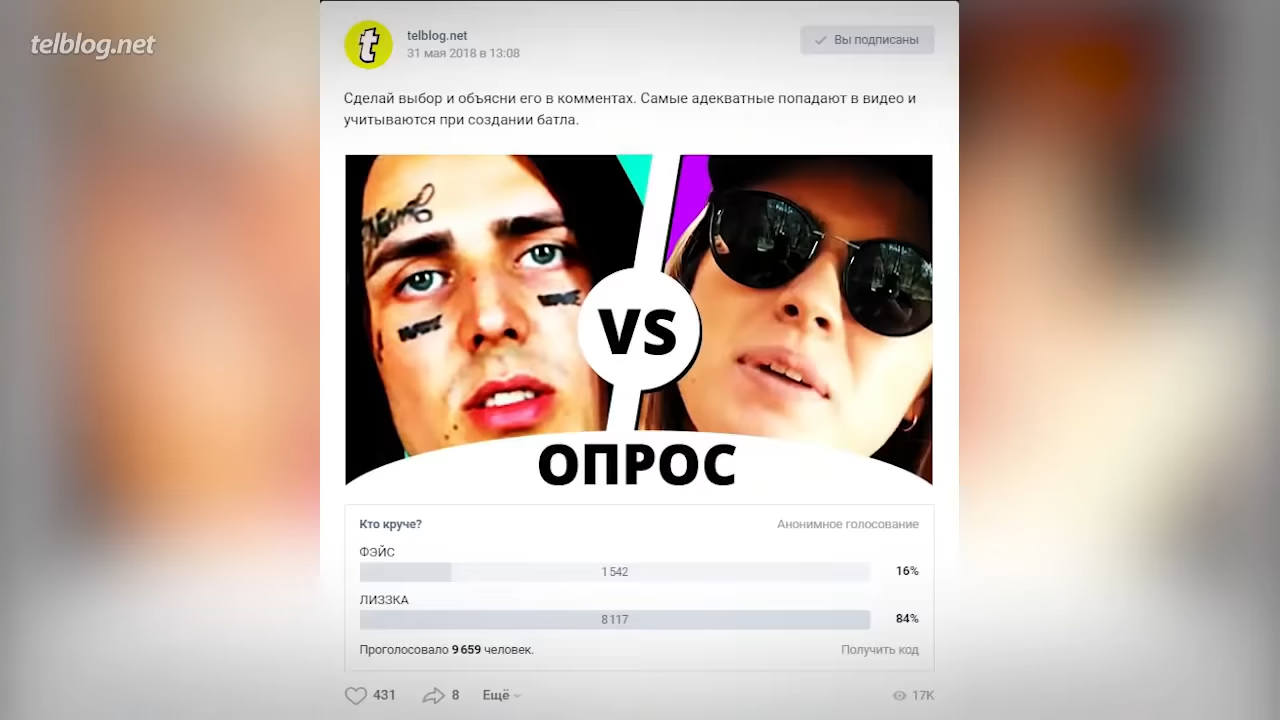 telblog.net
telblog.net
31 мая 2018 в 13:08
Вы подписаны
Сделай выбор и объясни его в комментах. Самые адекватные попадают в видео и
учитываются при создании батла.
VS
ОПРОС
Кто круче?
Анонимное голосование
ФЭЙС
1 542
16%
ЛИЗЗКА
8 117
84%
Проголосовало 9 659 человек.
Получить код
431
8
Ещё
17K